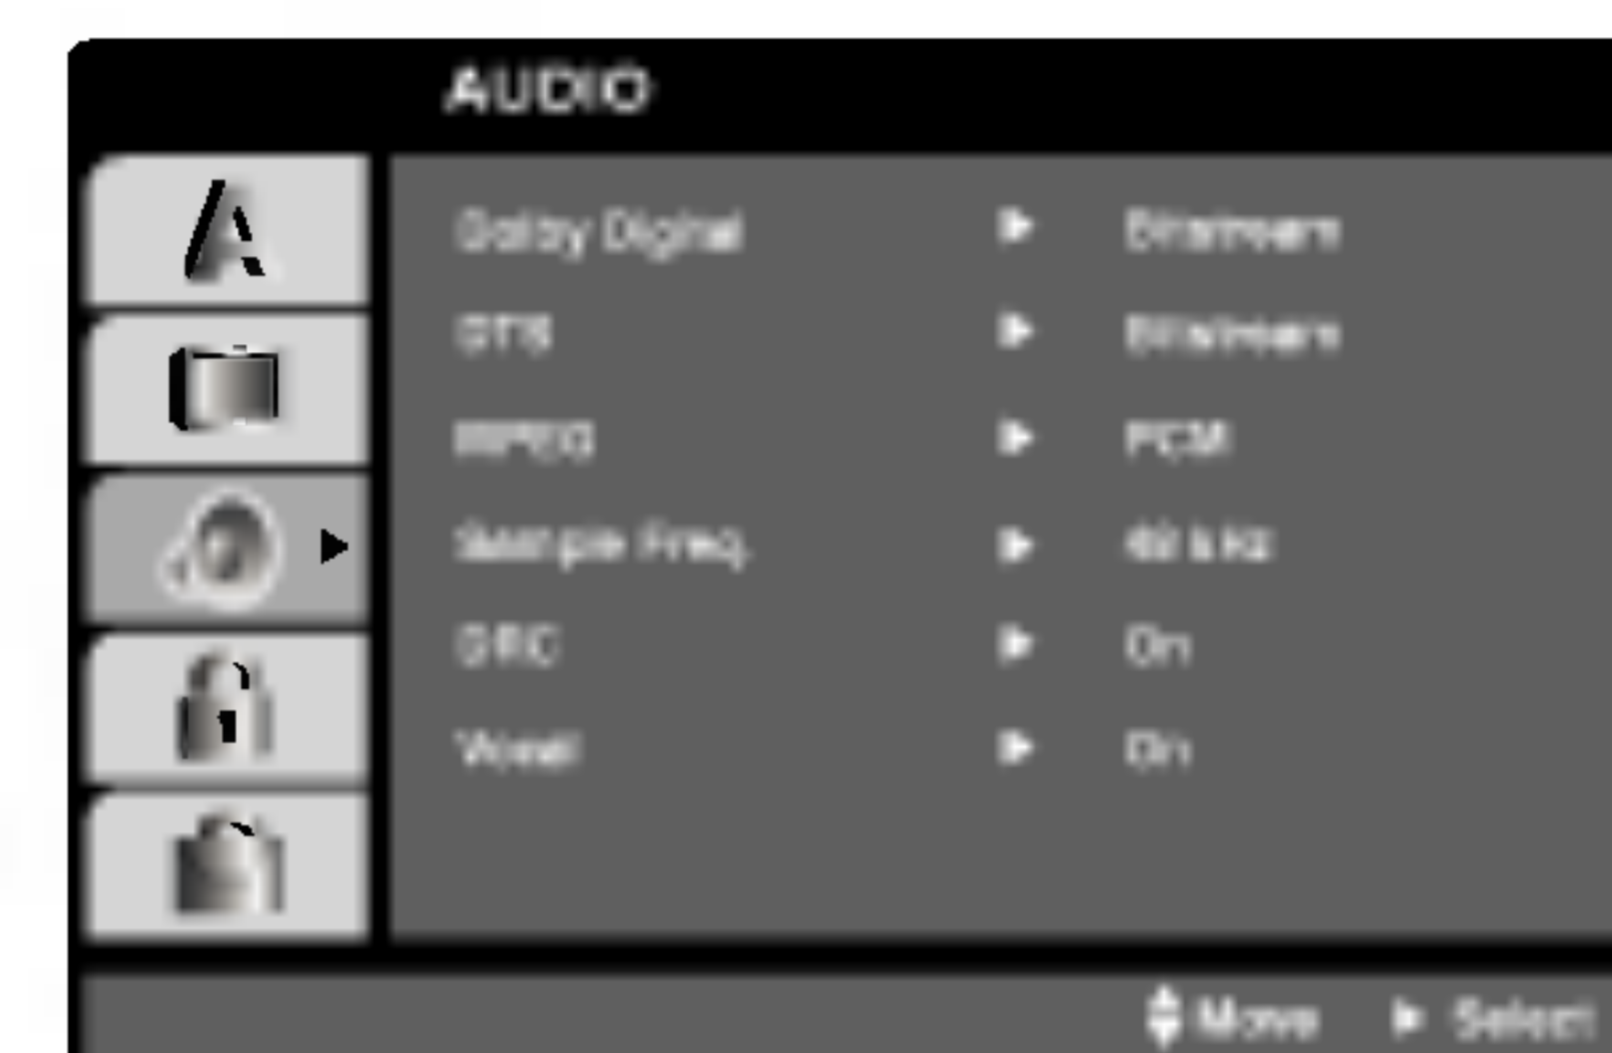 AUDIO
Dolby Digital Bitstream
DTS Bitstream
MPEG PCM
Sample Freq. 48 kHz
DRC On
Vocal On
Move Select